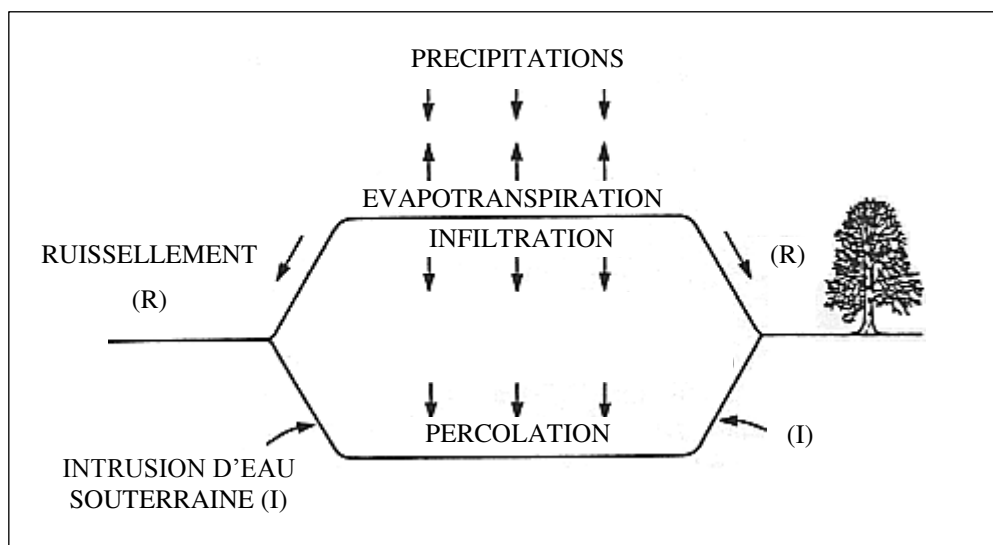 PRECIPITATIONS
EVAPOTRANSPIRATION
INFILTRATION
RUISSELLEMENT
(R)
(R)
PERCOLATION
(I)
INTRUSION D'EAU
SOUTERRAINE (I)